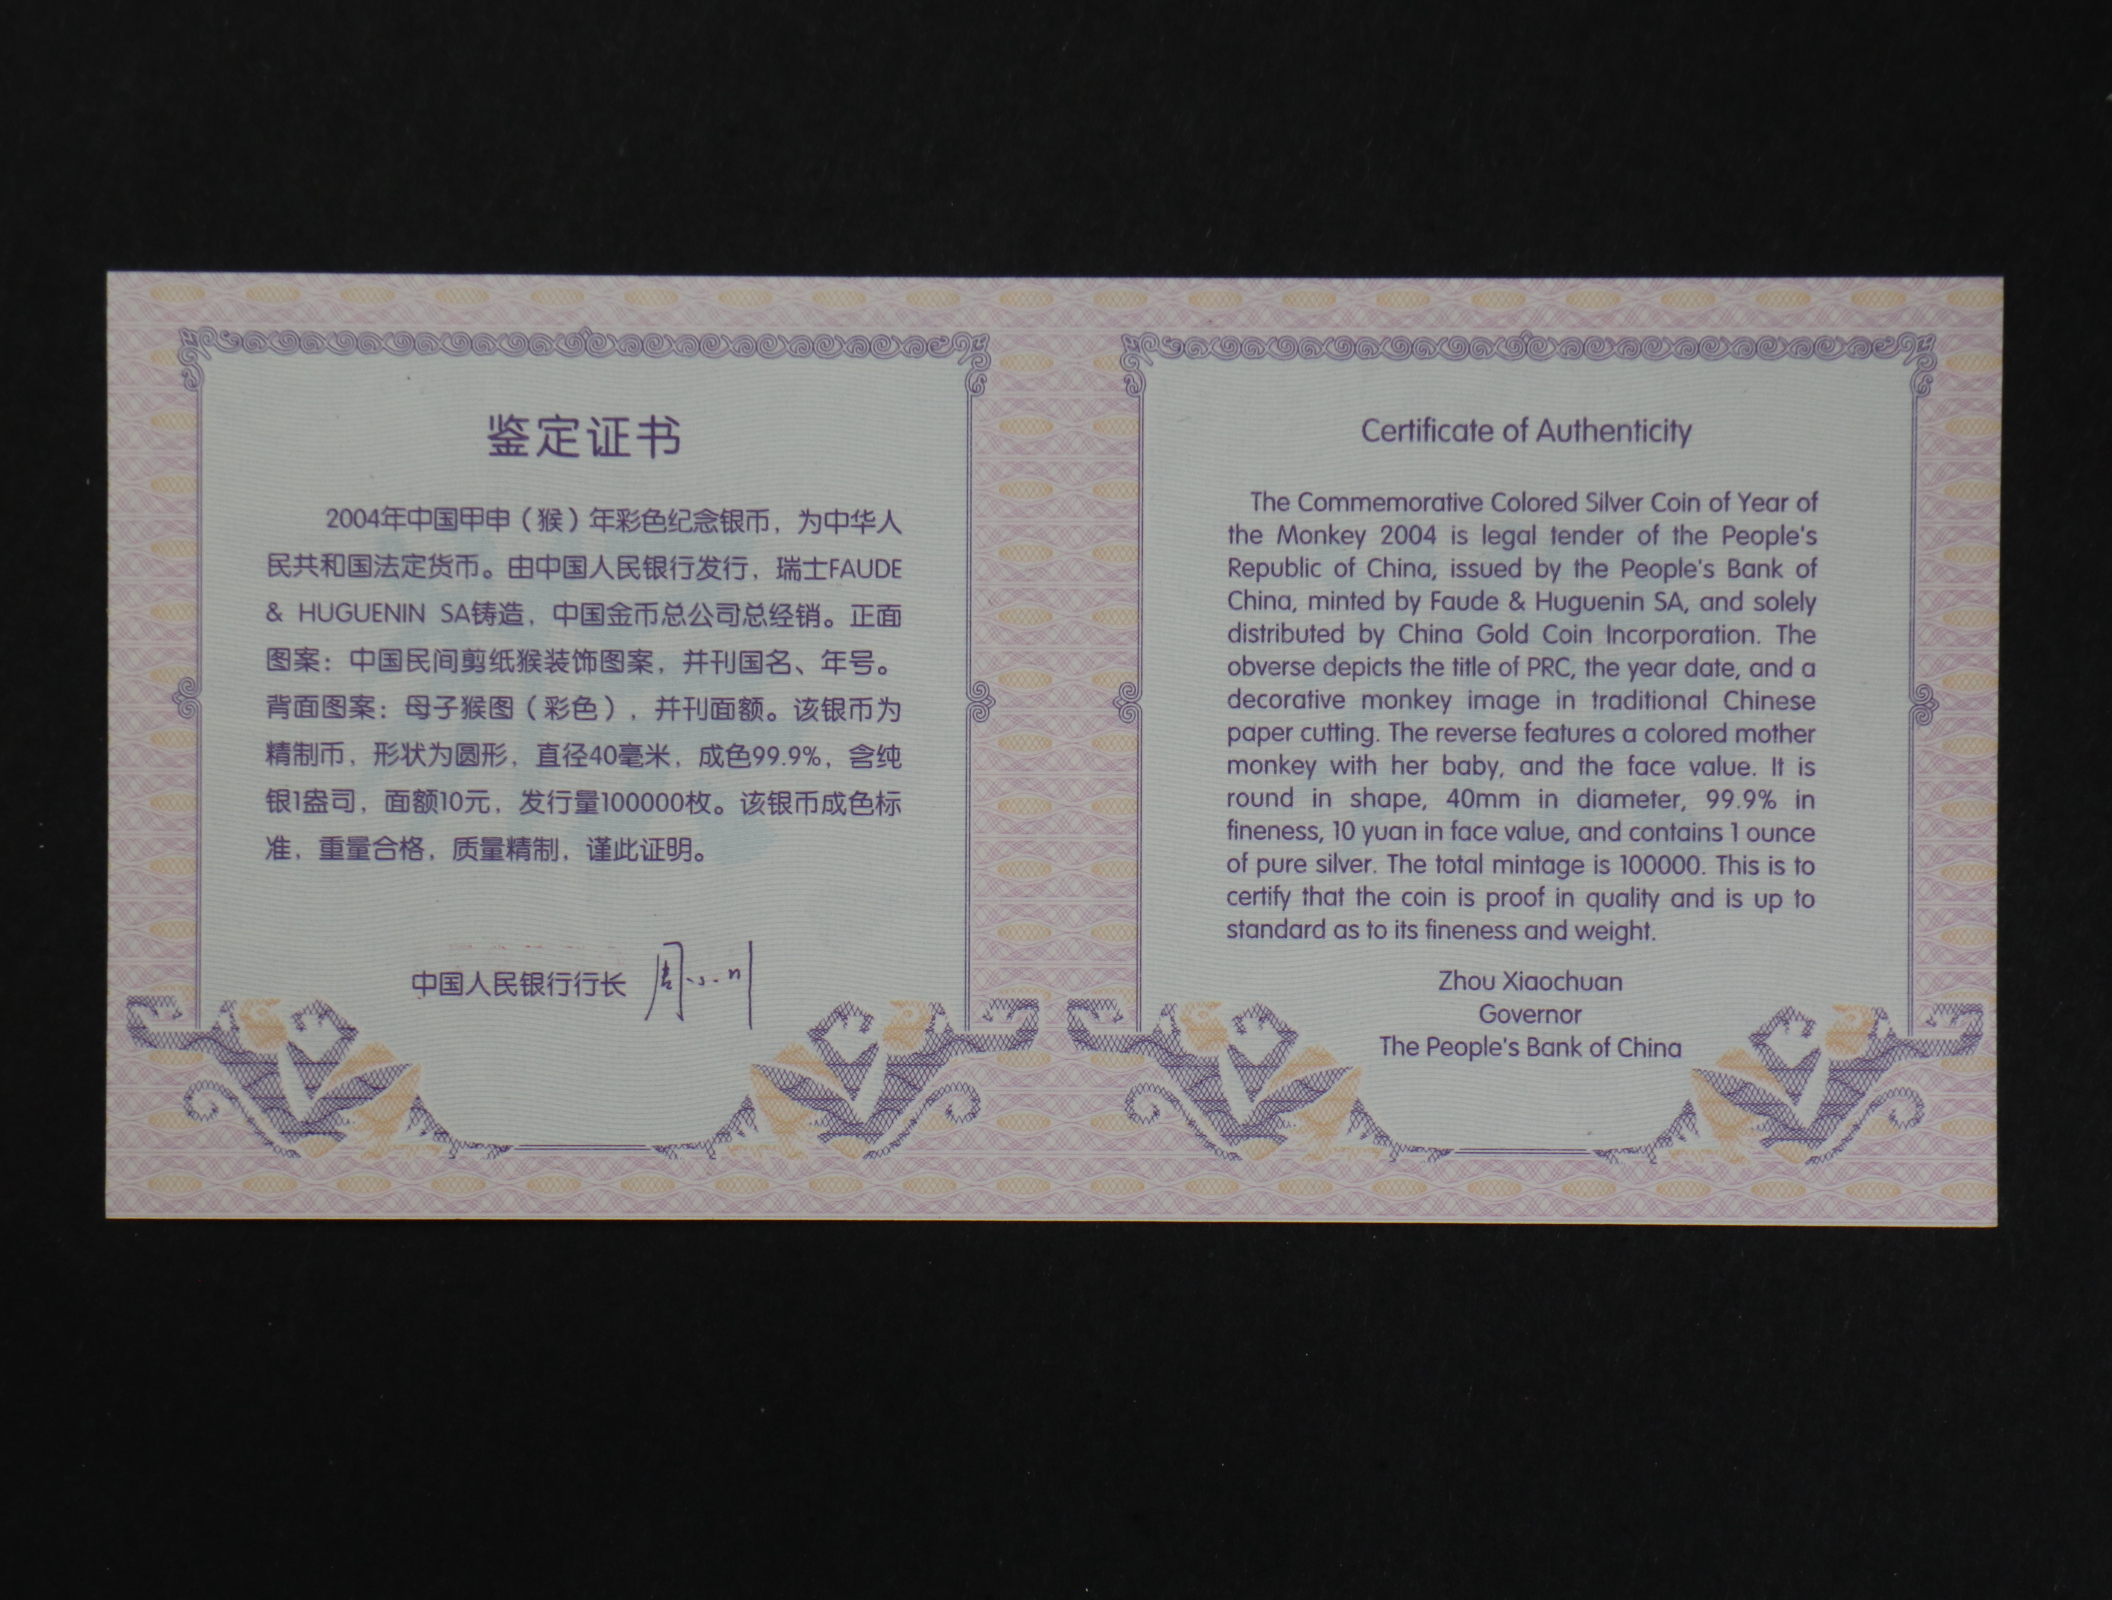 鉴定证书
2004年中国甲申（猴）年彩色纪念银币，为中华人
民共和国法定货币。由中国人民银行发行，瑞士FAUDE
& HUGUENIN SA铸造，中国金币总公司总经销。正面
图案：中国民间剪纸猴装饰图案，并刊国名、年号。
背面图案：母子猴图（彩色），并刊面额。该银币为
精制币，形状为圆形，直径40毫米，成色99.9%，含纯
银1盎司，面额10元，发行量100000枚。该银币成色标
准，重量合格，质量精制，谨此证明。
中国人民银行行长 周小川
Certificate of Authenticity
The Commemorative Colored Silver Coin of Year of
the Monkey 2004 is legal tender of the People's
Republic of China, issued by the People's Bank of
China, minted by Faude & Huguenin SA, and solely
distributed by China Gold Coin Incorporation. The
obverse depicts the title of PRC, the year date, and a
decorative monkey image in traditional Chinese
paper cutting. The reverse features a colored mother
monkey with her baby, and the face value. It is
round in shape, 40mm in diameter, 99.9% in
fineness, 10 yuan in face value, and contains 1 ounce
of pure silver. The total mintage is 100000. This is to
certify that the coin is proof in quality and is up to
standard as to its fineness and weight.
Zhou Xiaochuan
Governor
The People's Bank of China